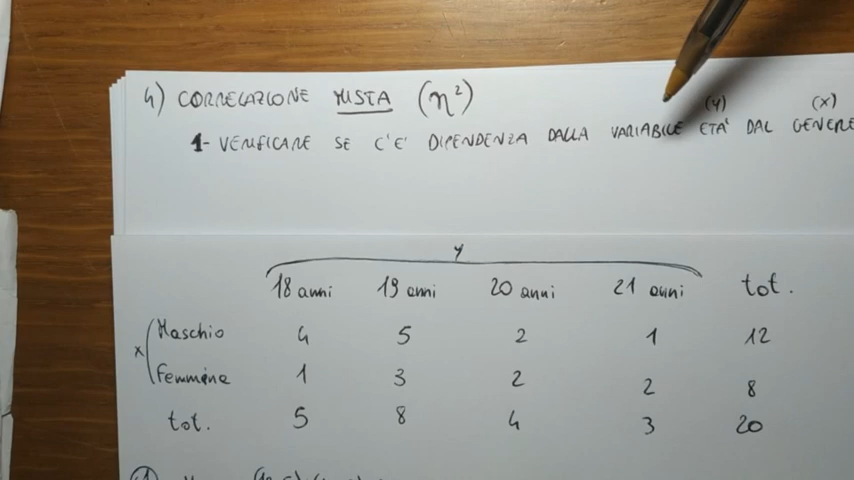 4) CORRELAZIONE MISTA (η²)
(Y) (X)
1- VERIFICARE SE C'E' DIPENDENZA DALLA VARIABILE ETA' DAL GENERE
y
18 anni 19 anni 20 anni 21 anni tot.
Maschio 4 5 2 1 12
x
Femmina 1 3 2 2 8
tot. 5 8 4 3 20